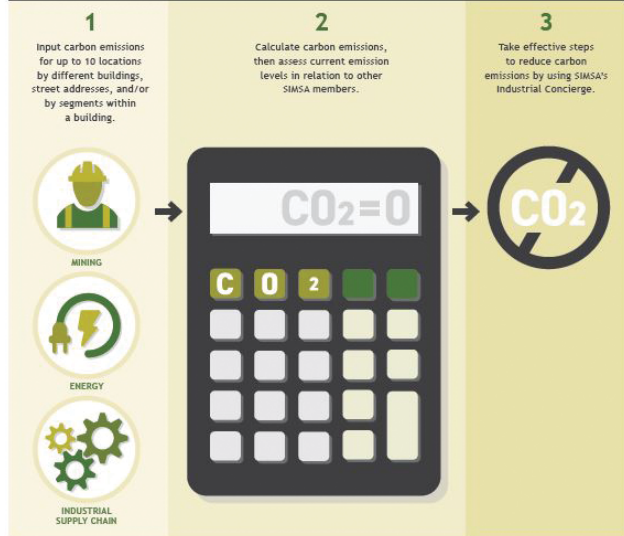 1
Input carbon emissions
for up to 10 locations
by different buildings,
street addresses, and/or
by segments within
a building.
MINING
ENERGY
INDUSTRIAL
SUPPLY CHAIN
2
Calculate carbon emissions,
then assess current emission
levels in relation to other
SIMSA members.
CO2=0
C O 2
3
Take effective steps
to reduce carbon
emissions by using SIMSA's
Industrial Concierge.
CO2